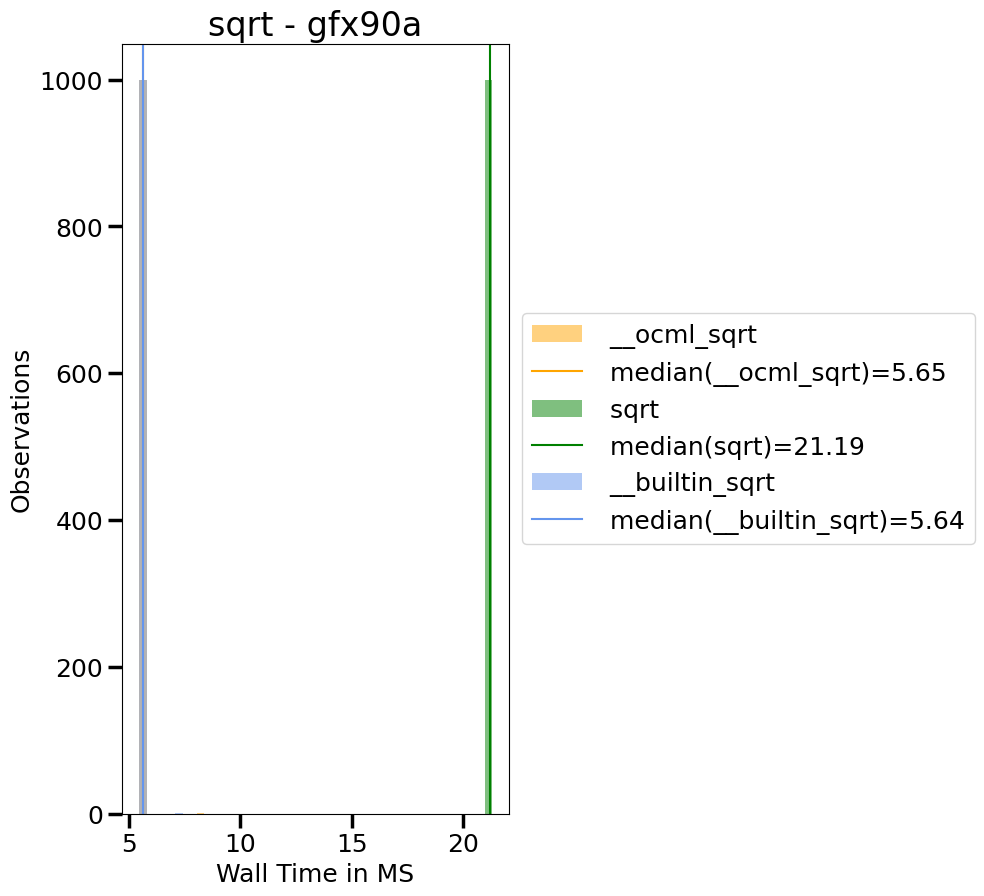 sqrt - gfx90a
1000
800
600
400
200
0
Observations
5
10
15
20
Wall Time in MS
__ocml_sqrt
median(__ocml_sqrt)=5.65
sqrt
median(sqrt)=21.19
__builtin_sqrt
median(__builtin_sqrt)=5.64